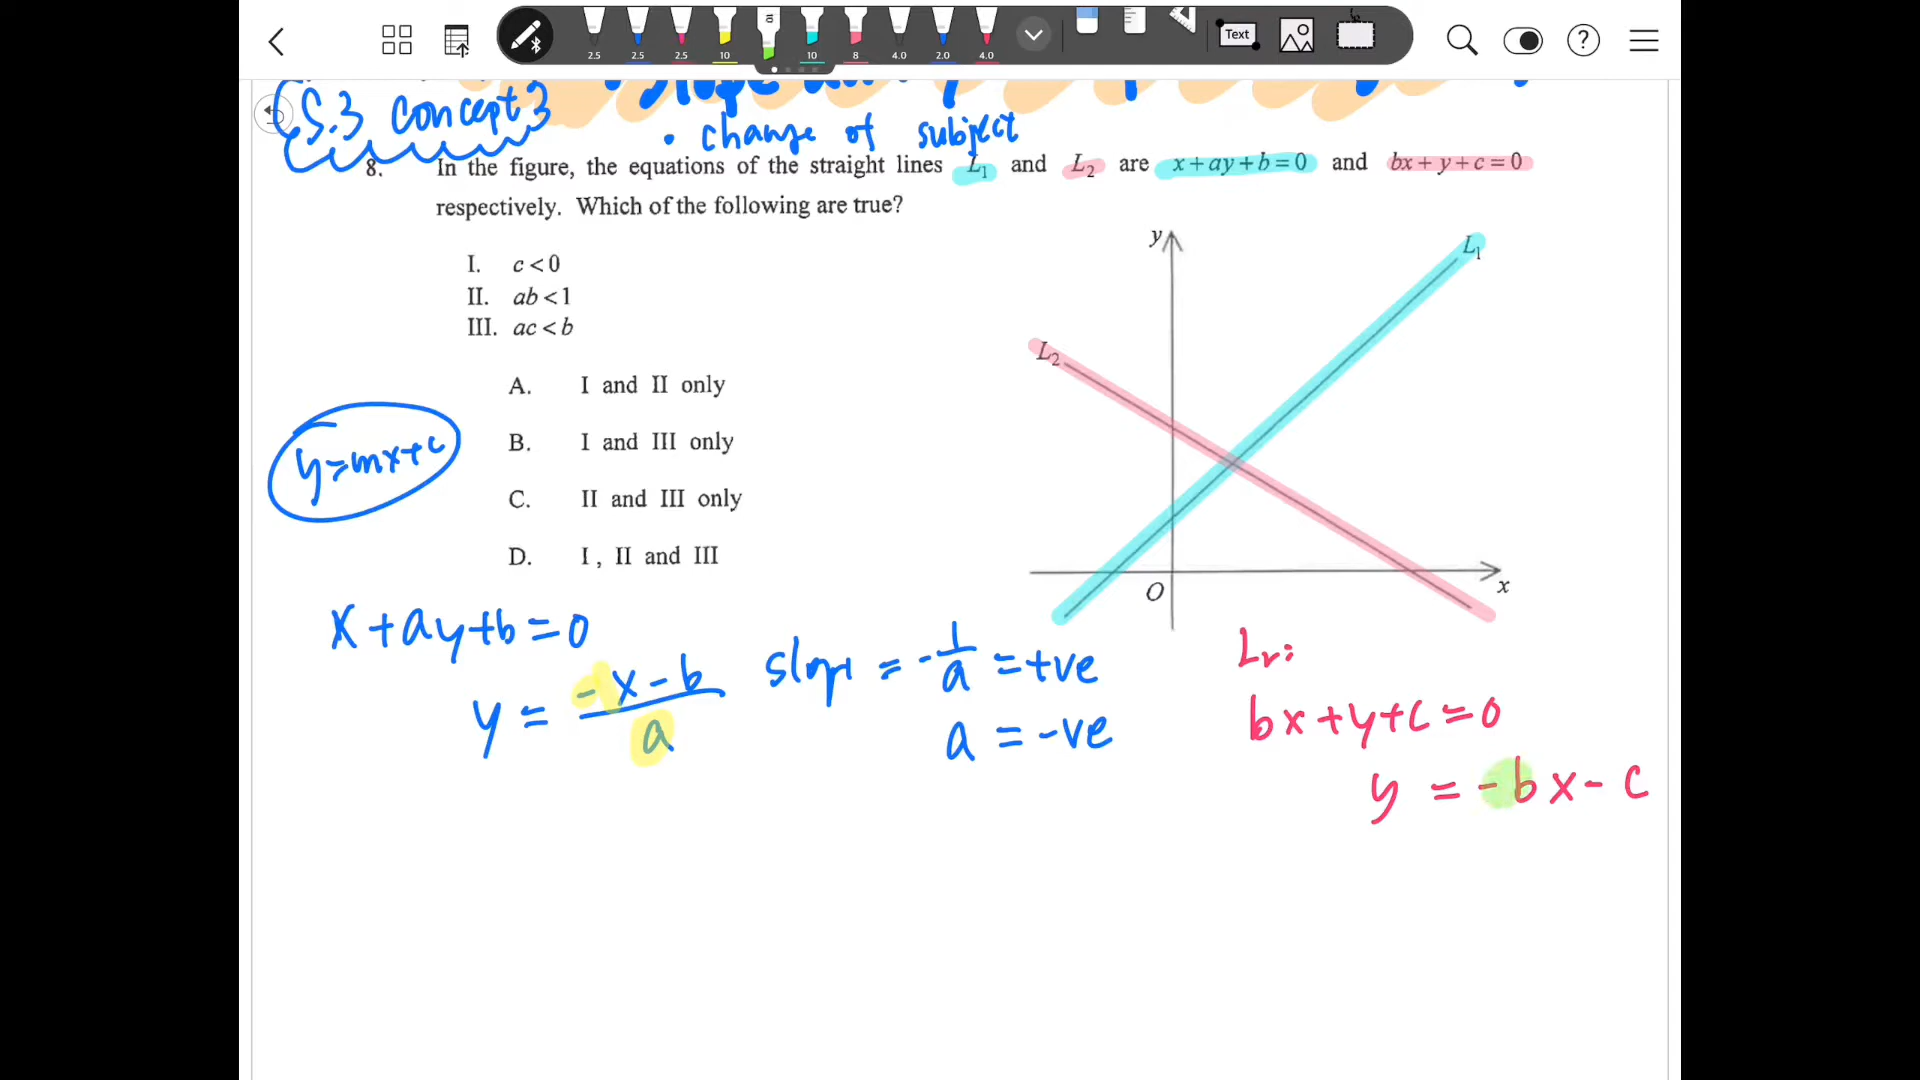 Text
2.5 2.5 2.5 10 10 8 4.0 2.0 4.0
S.3 concept 3
• change of subject
8. In the figure, the equations of the straight lines L₁ and L₂ are x+ay+b=0 and bx+y+c=0
respectively. Which of the following are true?
I. c<0
II. ab<1
III. ac<b
A. I and II only
B. I and III only
C. II and III only
D. I, II and III
y=mx+c
y
L₁
L₂
O
x
x+ay+b=0
y = (-x-b)/a
slope = -1/a = +ve
a = -ve
bx+y+c=0
y = -bx-c